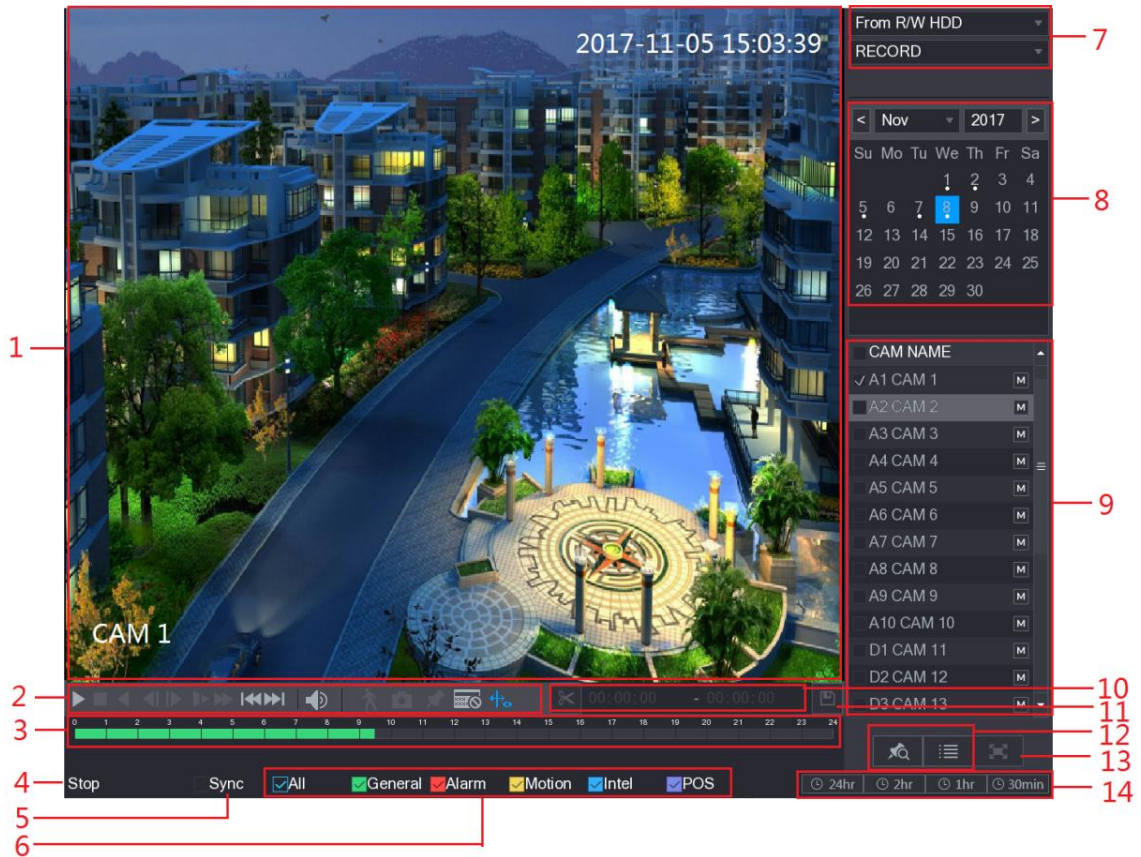 2017-11-05 15:03:39
CAM 1
From R/W HDD
RECORD
7
< Nov 2017 >
Su Mo Tu We Th Fr Sa
1 2 3 4
5 6 7 8 9 10 11
12 13 14 15 16 17 18
19 20 21 22 23 24 25
26 27 28 29 30
8
1
CAM NAME
A1 CAM 1 M
A2 CAM 2 M
A3 CAM 3 M
A4 CAM 4 M
A5 CAM 5 M
A6 CAM 6 M
A7 CAM 7 M
A8 CAM 8 M
A9 CAM 9 M
A10 CAM 10 M
D1 CAM 11 M
D2 CAM 12 M
D3 CAM 13 M
9
2
00:00:00 - 00:00:00
10
11
3
0 1 2 3 4 5 6 7 8 9 10 11 12 13 14 15 16 17 18 19 20 21 22 23 24
12
13
4
Stop Sync All General Alarm Motion Intel POS
24hr 2hr 1hr 30min
14
5
6